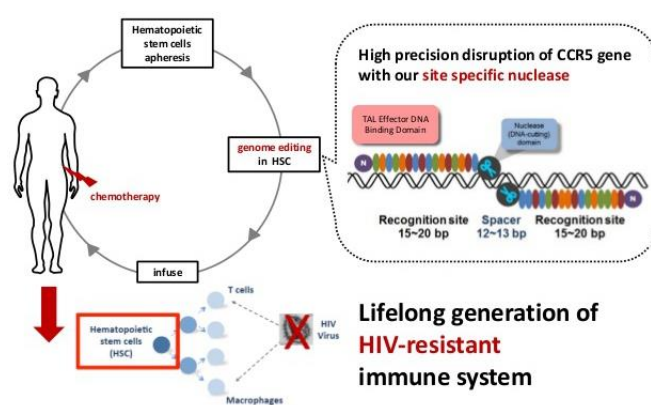 Hematopoietic
stem cells
apheresis
genome editing
in HSC
chemotherapy
infuse
High precision disruption of CCR5 gene
with our site specific nuclease
TAL Effector DNA
Binding Domain
Nuclease
(DNA-cutting)
domain
N
N
Recognition site
15~20 bp
Spacer
12~13 bp
Recognition site
15~20 bp
T cells
Hematopoietic
stem cells
(HSC)
HIV
Virus
Macrophages
Lifelong generation of
HIV-resistant
immune system